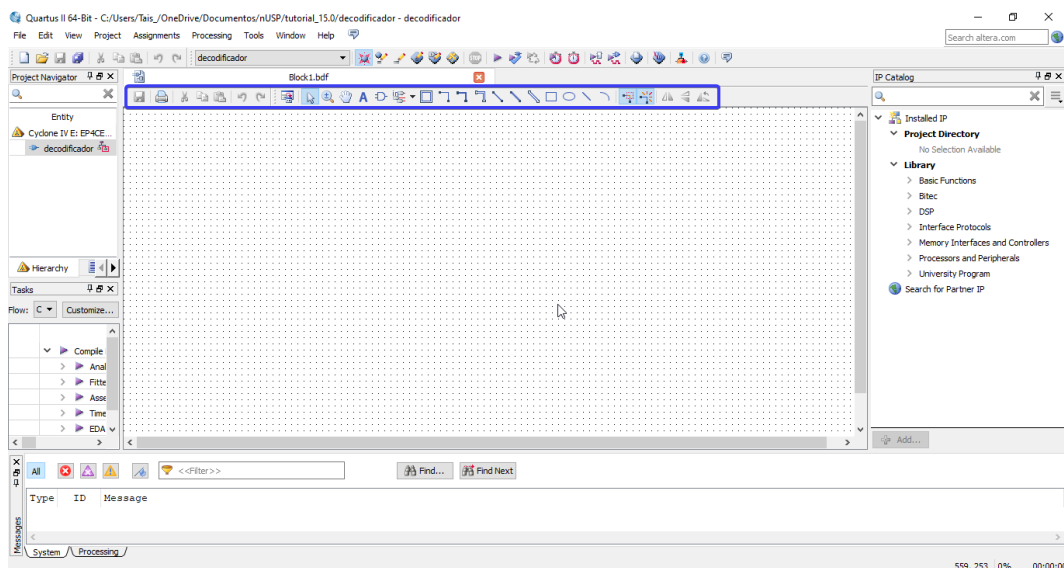 Quartus II 64-Bit - C:/Users/Tais_/OneDrive/Documentos/nUSP/tutorial_15.0/decodificador - decodificador
File Edit View Project Assignments Processing Tools Window Help
Search altera.com
decodificador
Project Navigator
Block1.bdf
IP Catalog
Entity
Cyclone IV E: EP4CE...
decodificador
Installed IP
Project Directory
No Selection Available
Library
Basic Functions
Bitec
DSP
Interface Protocols
Memory Interfaces and Controllers
Processors and Peripherals
University Program
Search for Partner IP
Hierarchy
Tasks
Flow: C Customize...
Compile
Anal
Fitte
Asse
Time
EDA
Add...
All <<Filter>> Find... Find Next
Type ID Message
Messages
System Processing
559, 253 0% 00:00:00